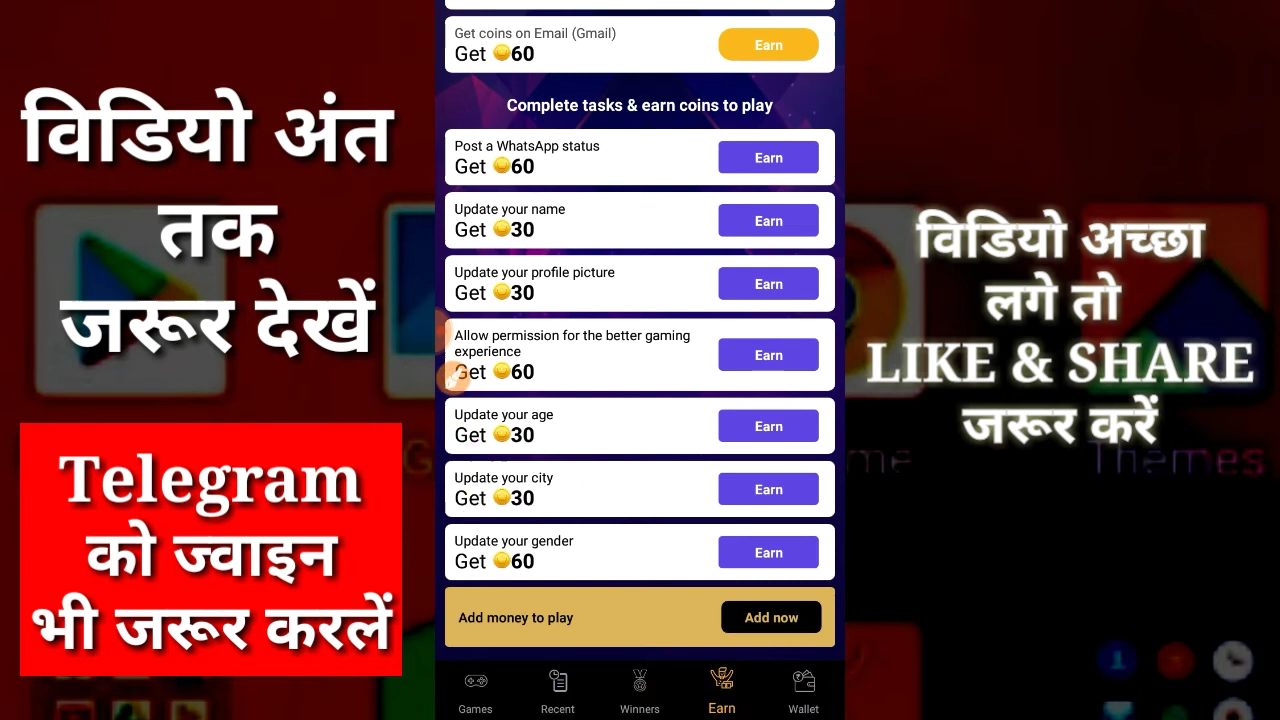 विडियो अंत
तक
जरूर देखें
Telegram
को ज्वाइन
भी जरूर करलें
Get coins on Email (Gmail)
Get 60
Earn
Complete tasks & earn coins to play
Post a WhatsApp status
Get 60
Earn
Update your name
Get 30
Earn
Update your profile picture
Get 30
Earn
Allow permission for the better gaming
experience
Get 60
Earn
Update your age
Get 30
Earn
Update your city
Get 30
Earn
Update your gender
Get 60
Earn
Add money to play
Add now
Games
Recent
Winners
Earn
Wallet
विडियो अच्छा
लगे तो
LIKE & SHARE
जरूर करें
Themes